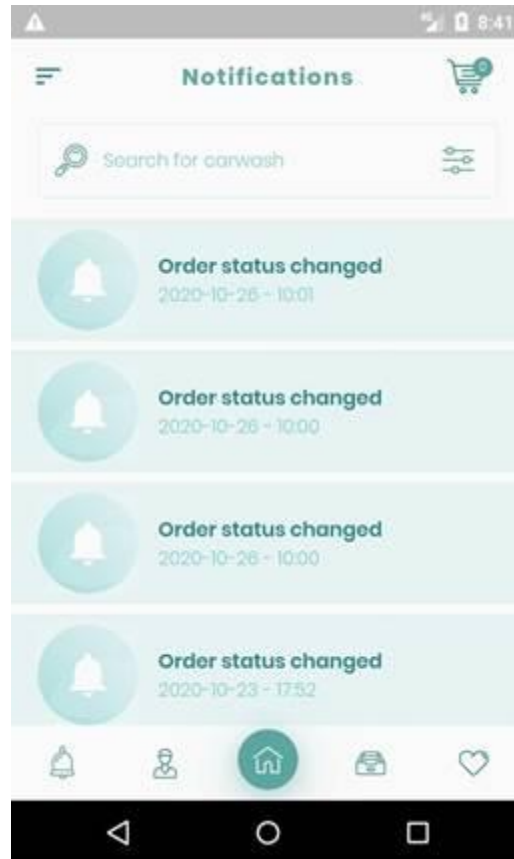 8:41
Notifications
0
Search for carwash
Order status changed
2020-10-26 - 10:01
Order status changed
2020-10-26 - 10:00
Order status changed
2020-10-26 - 10:00
Order status changed
2020-10-23 - 17:52